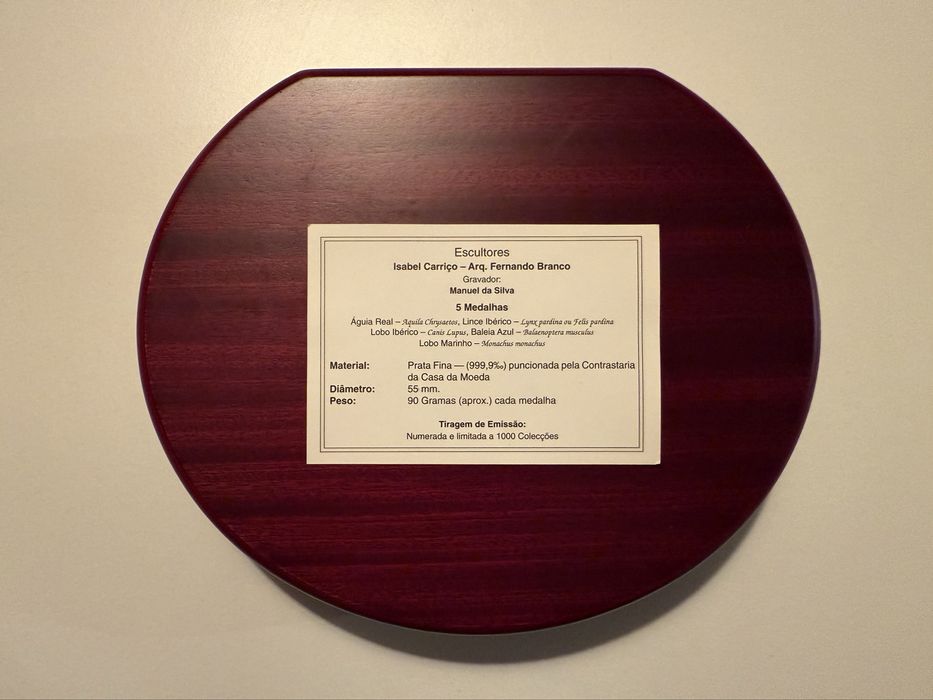 Escultores
Isabel Carriço – Arq. Fernando Branco
Gravador:
Manuel da Silva
5 Medalhas
Águia Real – Aquila Chrysaetos, Lince Ibérico – Lynx pardina ou Felis pardina
Lobo Ibérico – Canis Lupus, Baleia Azul – Balaenoptera musculus
Lobo Marinho – Monachus monachus
Material: Prata Fina — (999,9‰) puncionada pela Contrastaria
da Casa da Moeda
Diâmetro: 55 mm.
Peso: 90 Gramas (aprox.) cada medalha
Tiragem de Emissão:
Numerada e limitada a 1000 Colecções